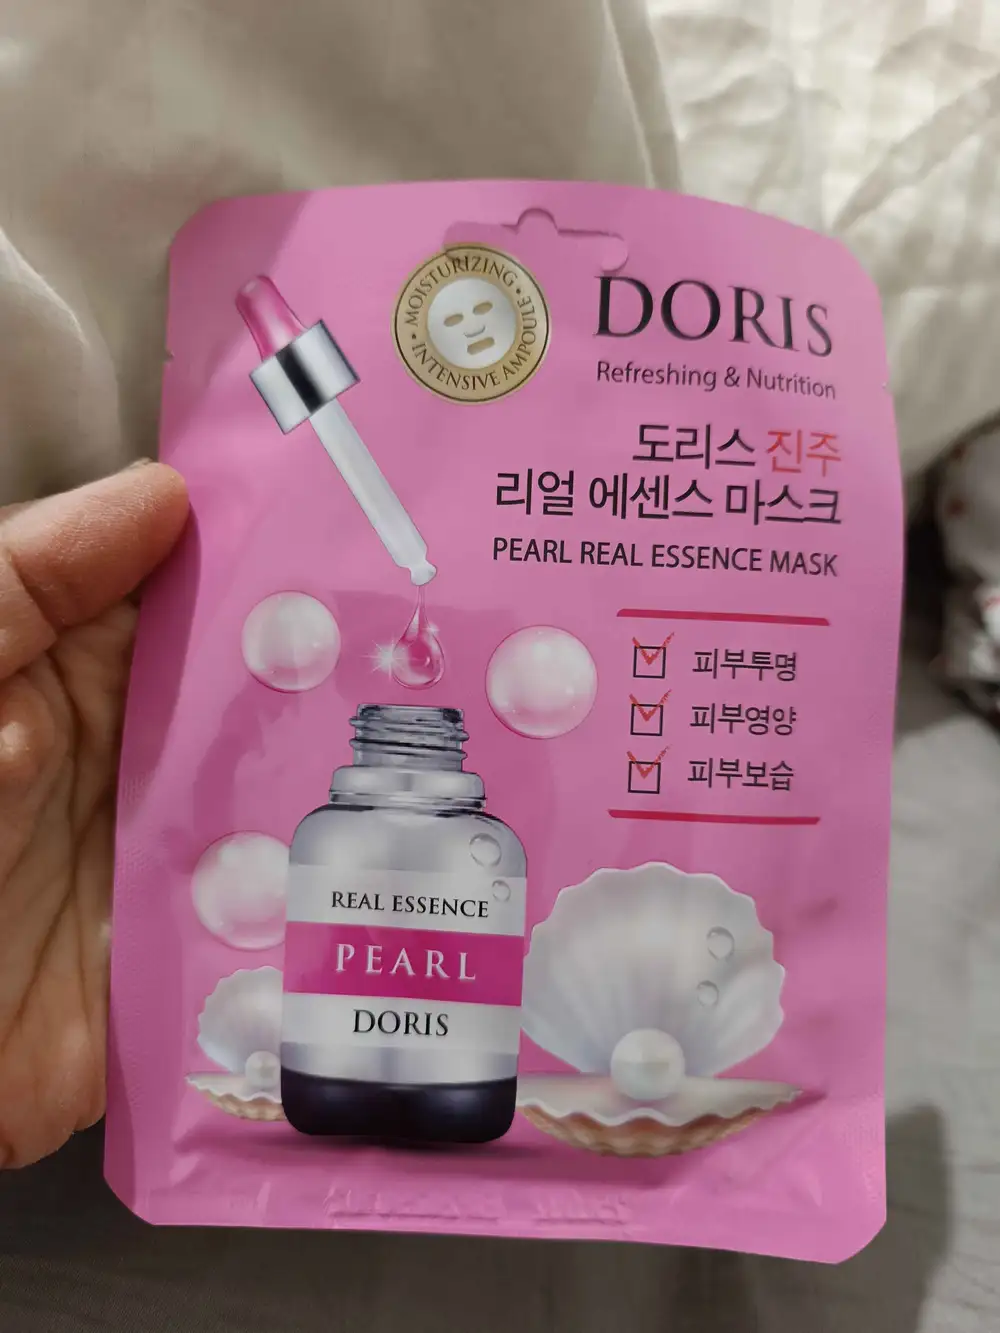 MOISTURIZING • INTENSIVE AMPOULE •
DORIS
Refreshing & Nutrition
도리스 진주
리얼 에센스 마스크
PEARL REAL ESSENCE MASK
피부투명
피부영양
피부보습
REAL ESSENCE
PEARL
DORIS